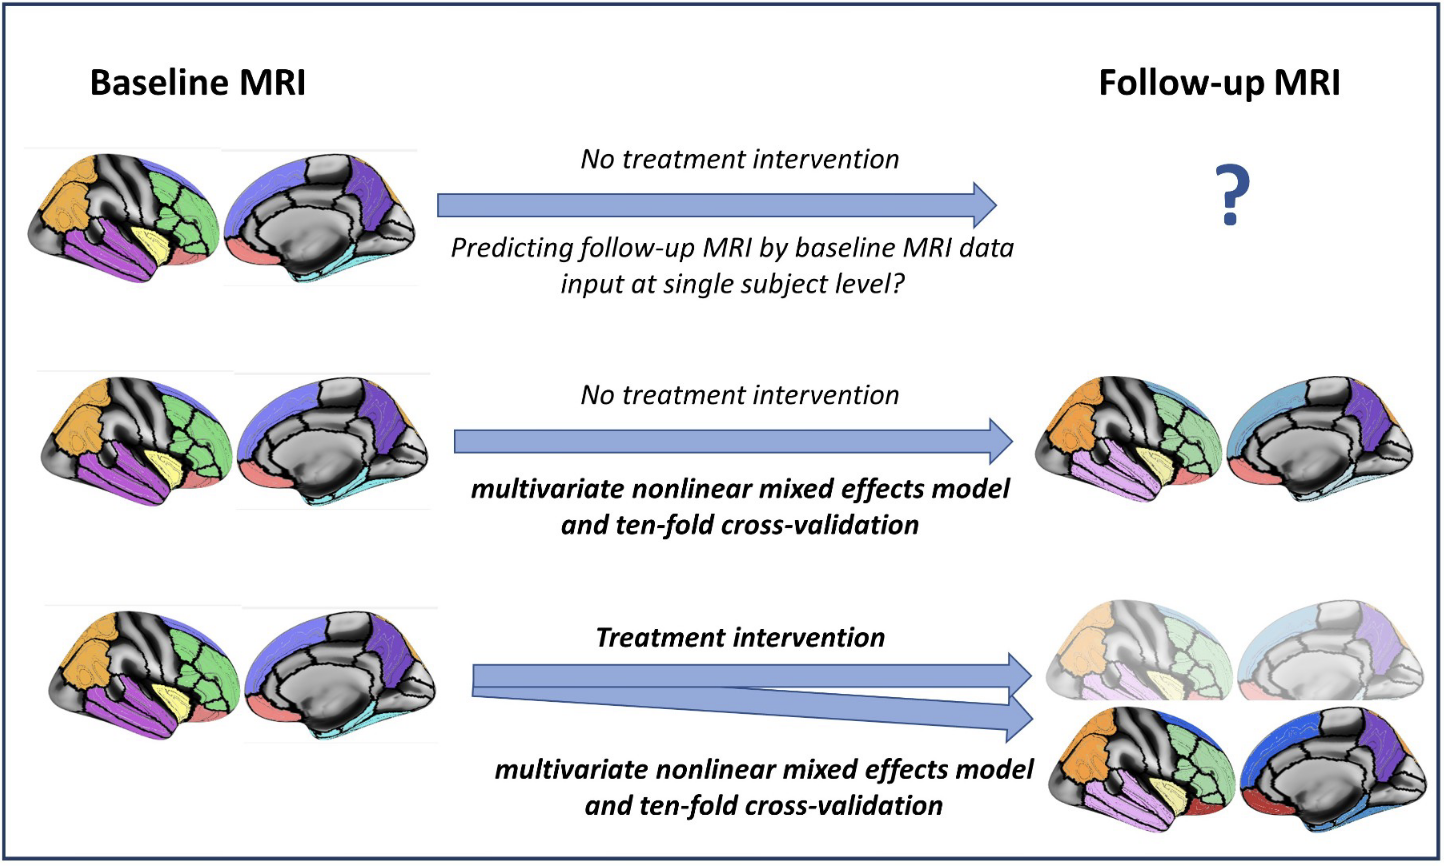 Baseline MRI
Follow-up MRI
No treatment intervention
?
Predicting follow-up MRI by baseline MRI data
input at single subject level?
No treatment intervention
multivariate nonlinear mixed effects model
and ten-fold cross-validation
Treatment intervention
multivariate nonlinear mixed effects model
and ten-fold cross-validation